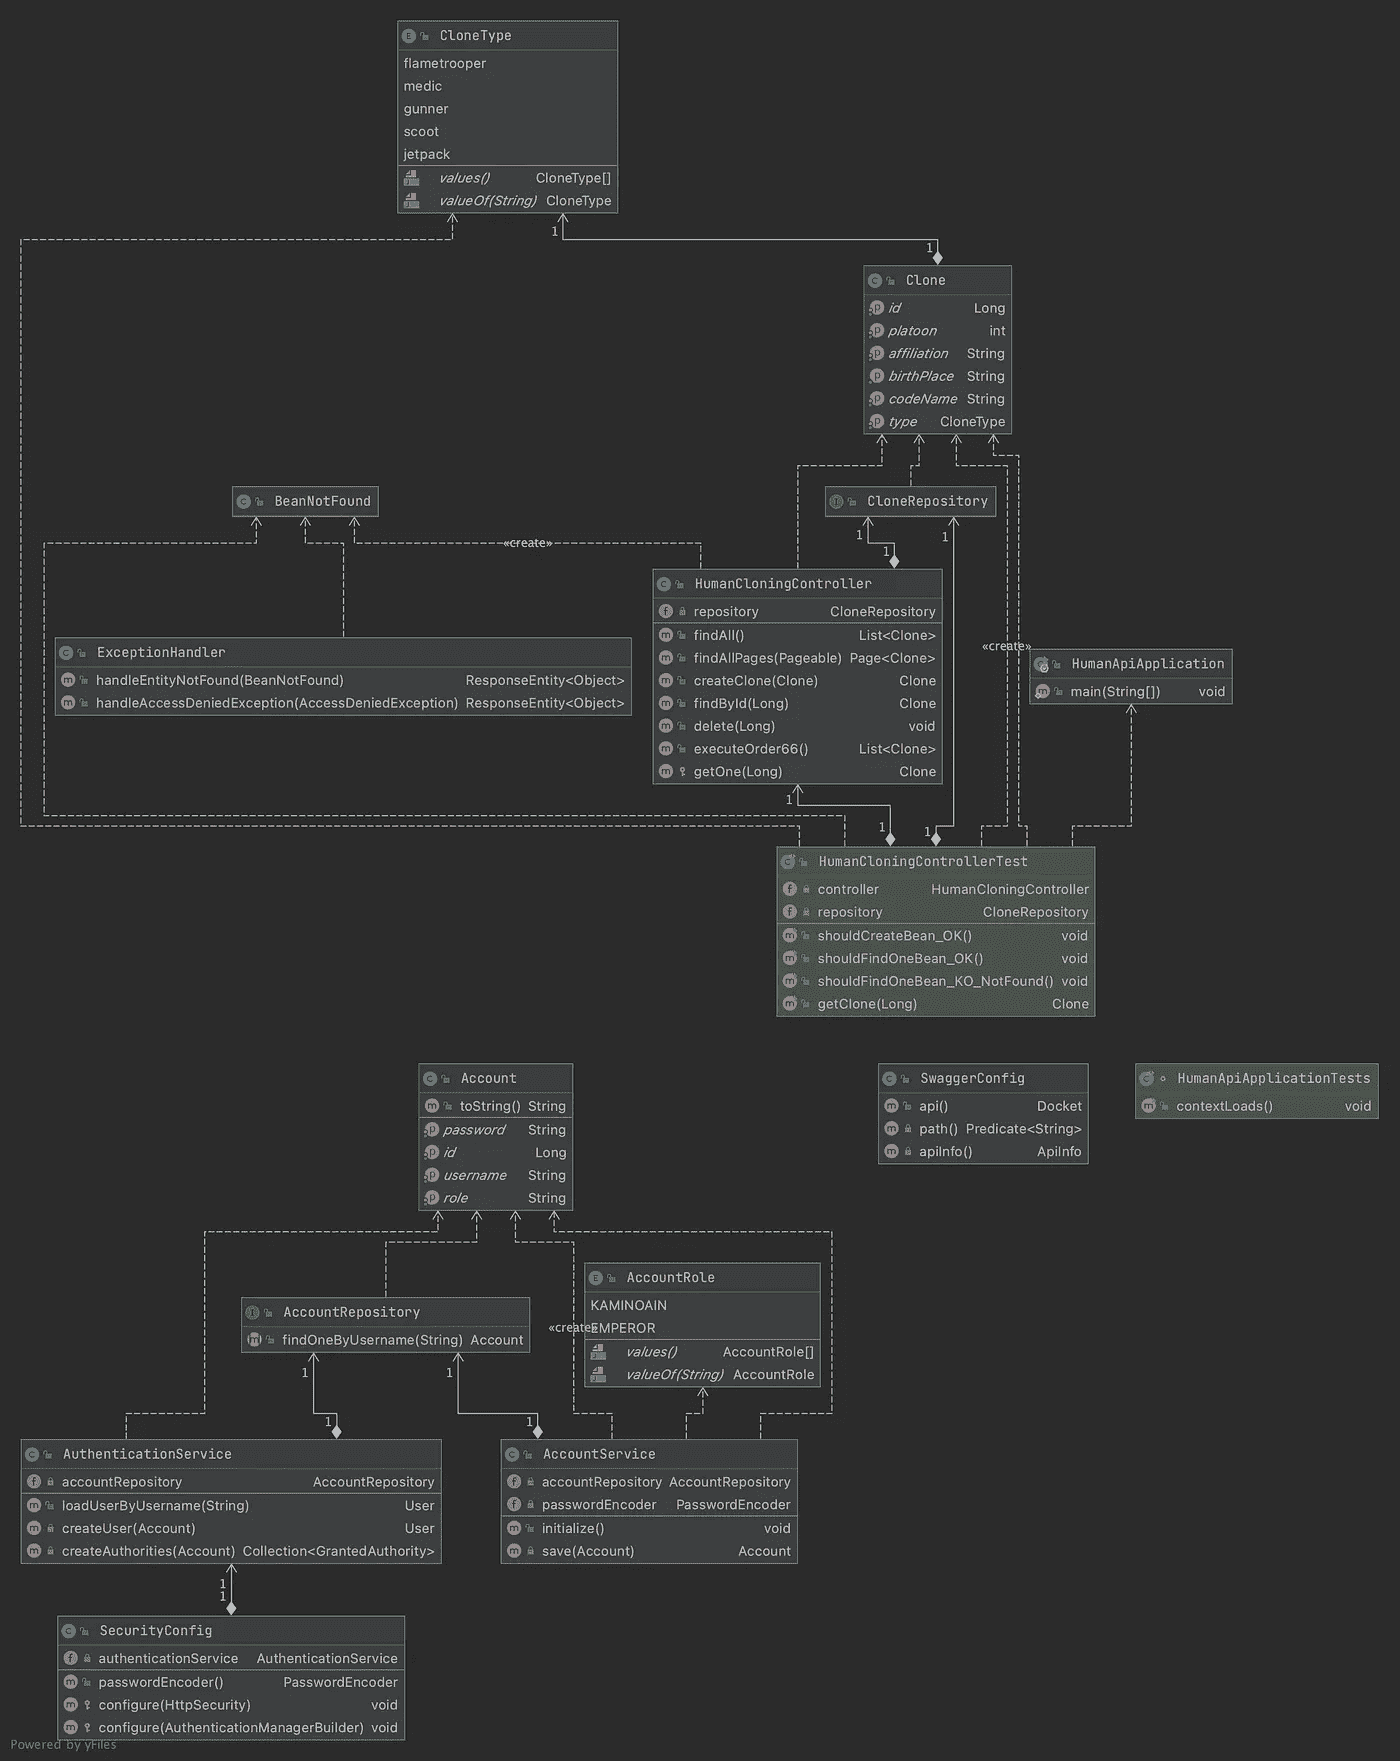 CloneType
flametrooper
medic
gunner
scoot
jetpack
values() CloneType[]
valueOf(String) CloneType
1
1
Clone
id Long
platoon int
affiliation String
birthPlace String
codeName String
type CloneType
BeanNotFound
CloneRepository
1
1
1
«create»
HumanCloningController
repository CloneRepository
findAll() List<Clone>
findAllPages(Pageable) Page<Clone>
createClone(Clone) Clone
findById(Long) Clone
delete(Long) void
executeOrder66() List<Clone>
getOne(Long) Clone
ExceptionHandler
handleEntityNotFound(BeanNotFound) ResponseEntity<Object>
handleAccessDeniedException(AccessDeniedException) ResponseEntity<Object>
«create»
HumanApiApplication
main(String[]) void
1
1
1
HumanCloningControllerTest
controller HumanCloningController
repository CloneRepository
shouldCreateBean_OK() void
shouldFindOneBean_OK() void
shouldFindOneBean_KO_NotFound() void
getClone(Long) Clone
Account
toString() String
password String
id Long
username String
role String
SwaggerConfig
api() Docket
path() Predicate<String>
apiInfo() ApiInfo
HumanApiApplicationTests
contextLoads() void
AccountRole
KAMINOAIN
EMPEROR
values() AccountRole[]
valueOf(String) AccountRole
AccountRepository
findOneByUsername(String) Account
«create»
1
1
1
1
AuthenticationService
accountRepository AccountRepository
loadUserByUsername(String) User
createUser(Account) User
createAuthorities(Account) Collection<GrantedAuthority>
AccountService
accountRepository AccountRepository
passwordEncoder PasswordEncoder
initialize() void
save(Account) Account
1
1
SecurityConfig
authenticationService AuthenticationService
passwordEncoder() PasswordEncoder
configure(HttpSecurity) void
configure(AuthenticationManagerBuilder) void
Powered by yFiles